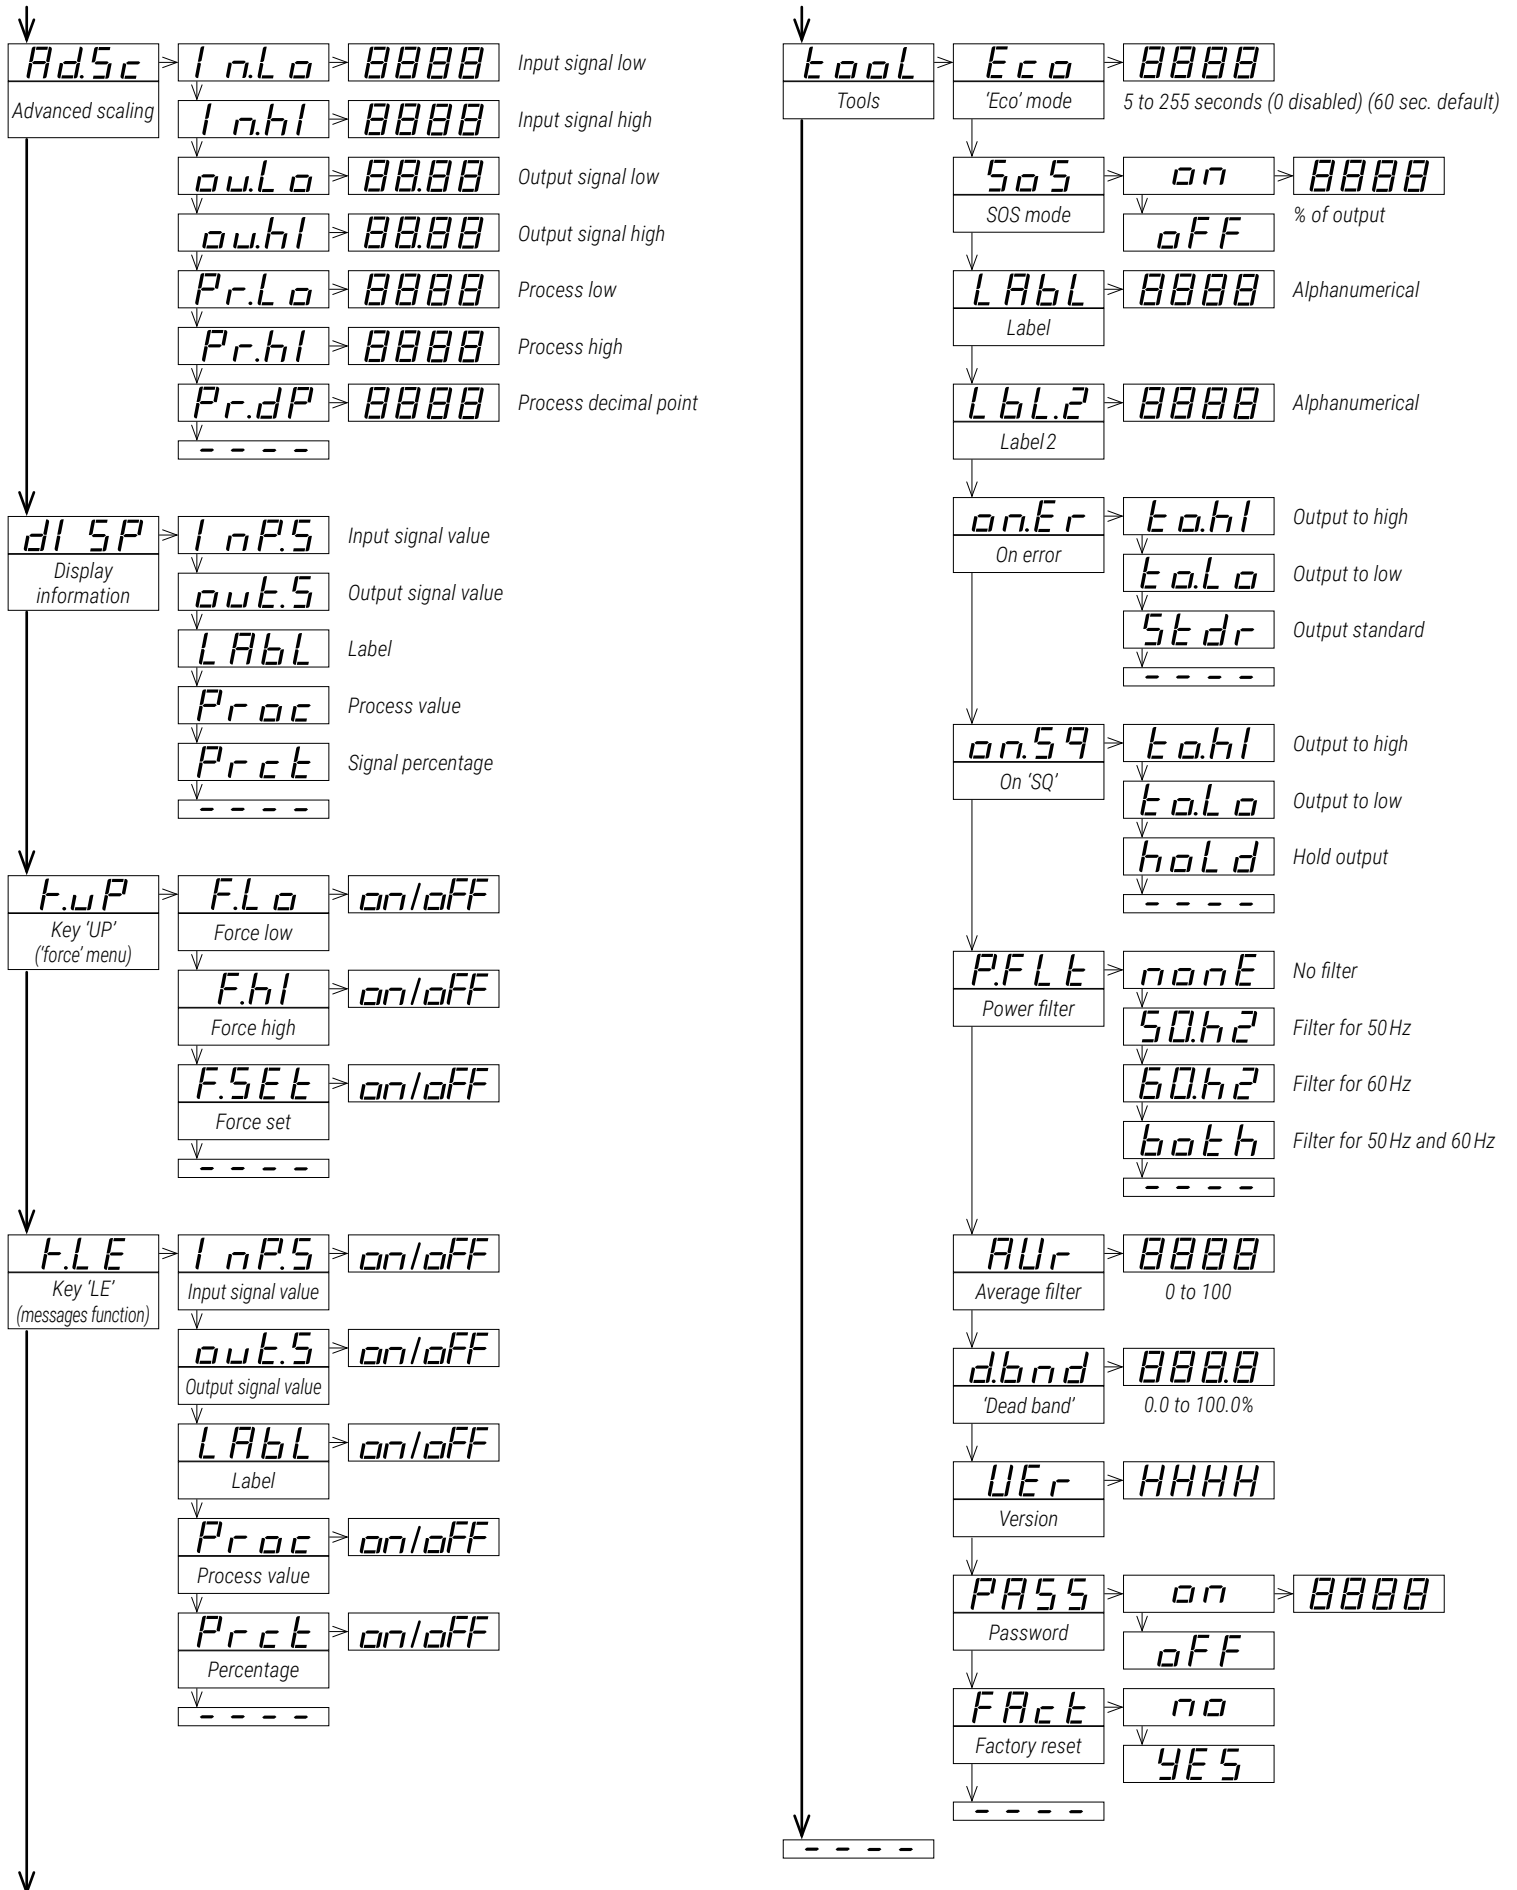 Ad.Sc
Advanced scaling
In.Lo
8888
Input signal low
In.hI
8888
Input signal high
ou.Lo
88.88
Output signal low
ou.hI
88.88
Output signal high
Pr.Lo
8888
Process low
Pr.hI
8888
Process high
Pr.dP
8888
Process decimal point
- - - -
dISP
Display
information
InP.S
Input signal value
out.S
Output signal value
LAbL
Label
Proc
Process value
Prct
Signal percentage
- - - -
k.uP
Key ‘UP’
(‘force’ menu)
F.Lo
Force low
on/oFF
F.hI
Force high
on/oFF
F.SEt
Force set
on/oFF
- - - -
k.LE
Key ‘LE’
(messages function)
InP.S
Input signal value
on/oFF
out.S
Output signal value
on/oFF
LAbL
Label
on/oFF
Proc
Process value
on/oFF
Prct
Percentage
on/oFF
- - - -
tooL
Tools
Eco
‘Eco’ mode
8888
5 to 255 seconds (0 disabled) (60 sec. default)
SoS
SOS mode
on
8888
% of output
oFF
LAbL
Label
8888
Alphanumerical
LbL.2
Label 2
8888
Alphanumerical
on.Er
On error
to.hI
Output to high
to.Lo
Output to low
Stdr
Output standard
- - - -
on.Sq
On ‘SQ’
to.hI
Output to high
to.Lo
Output to low
hoLd
Hold output
- - - -
P.FLt
Power filter
nonE
No filter
50.h2
Filter for 50 Hz
60.h2
Filter for 60 Hz
both
Filter for 50 Hz and 60 Hz
- - - -
AVr
Average filter
8888
0 to 100
d.bnd
‘Dead band’
888.8
0.0 to 100.0%
VEr
Version
HHHH
PASS
Password
on
8888
oFF
FAct
Factory reset
no
YES
- - - -
- - - -